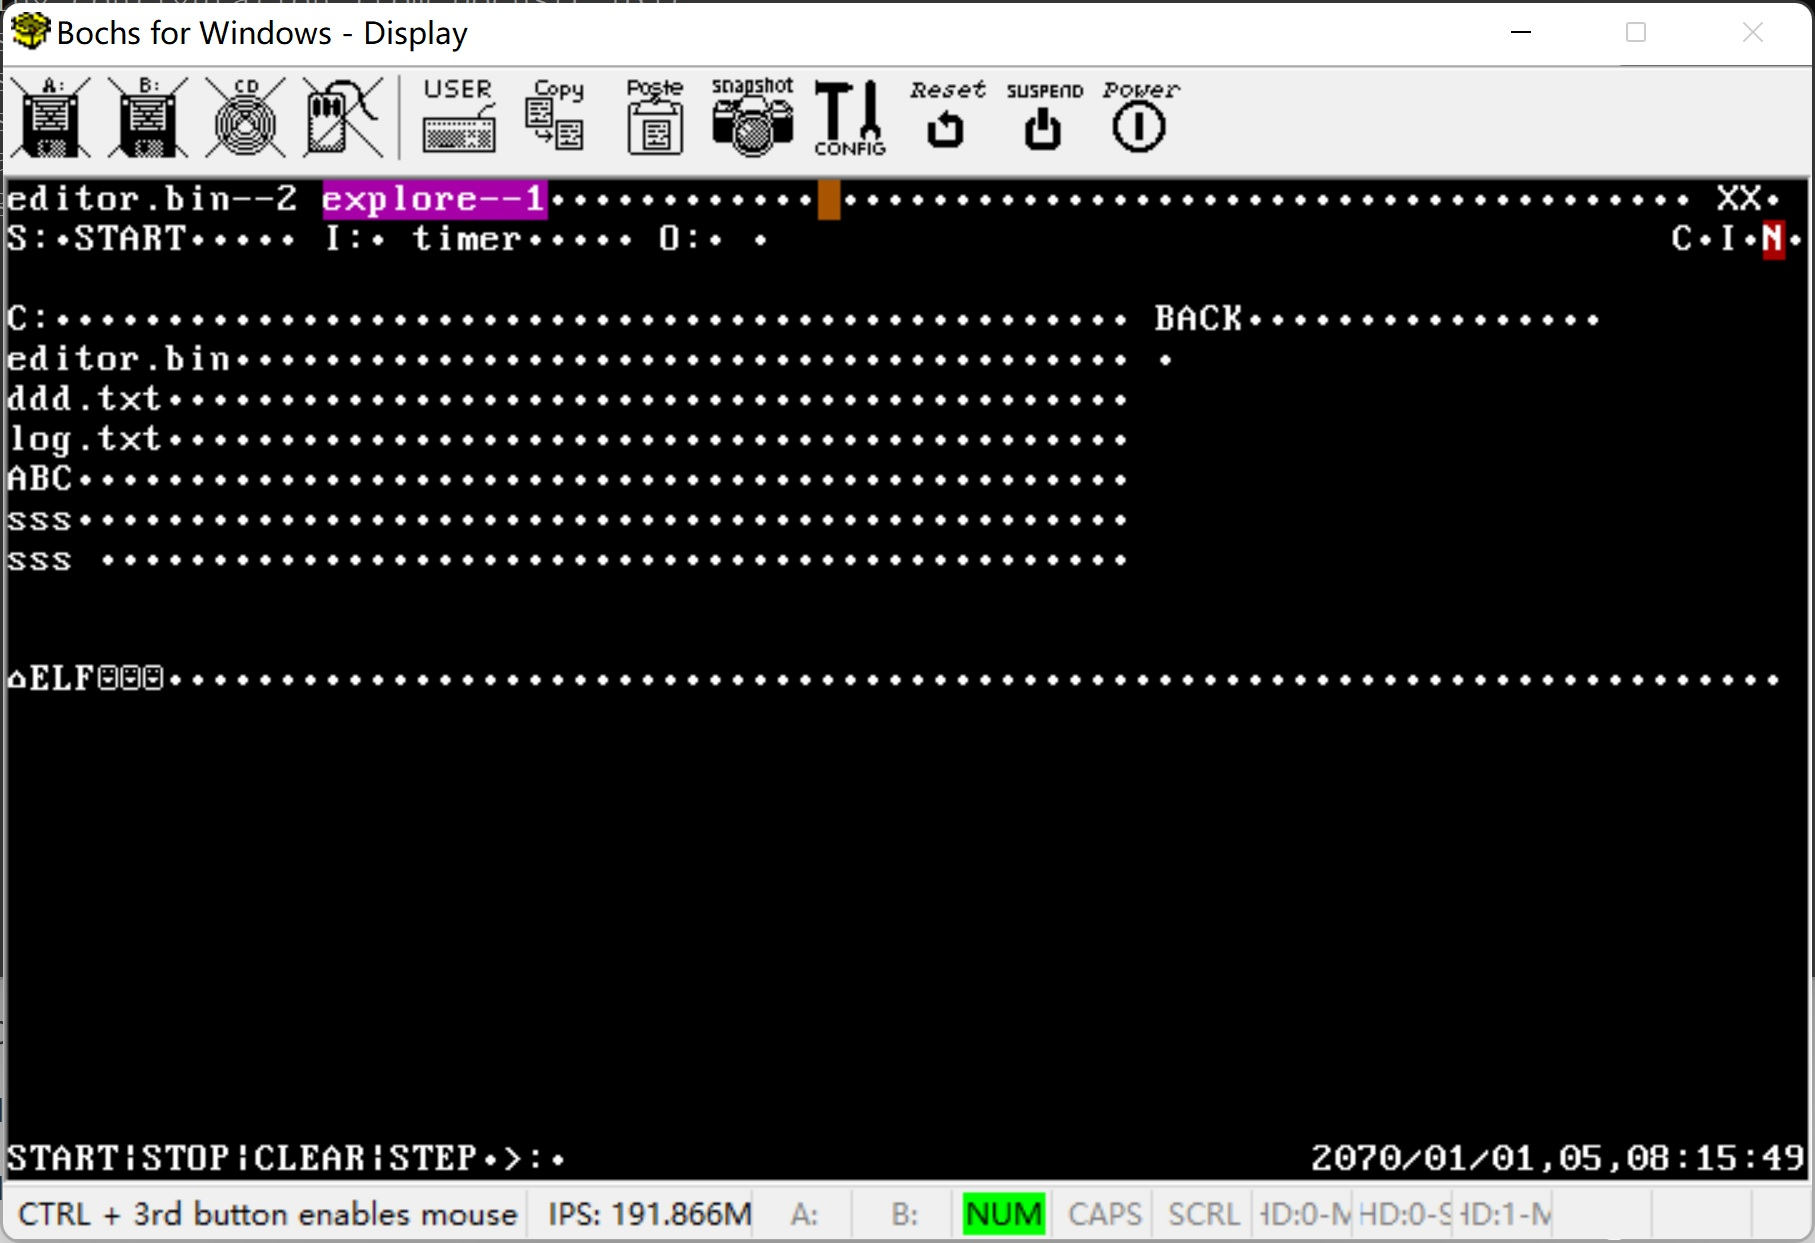 Bochs for Windows - Display
A: B: CD USER Copy Paste snapshot CONFIG Reset SUSPEND Power
editor.bin--2 explore--1 XX
S: START I: timer O: C I N
C: BACK
editor.bin
ddd.txt
log.txt
ABC
sss
sss
ELF
START|STOP|CLEAR|STEP >: 2070/01/01,05,08:15:49
CTRL + 3rd button enables mouse IPS: 191.866M A: B: NUM CAPS SCRL HD:0-M HD:0-S HD:1-M